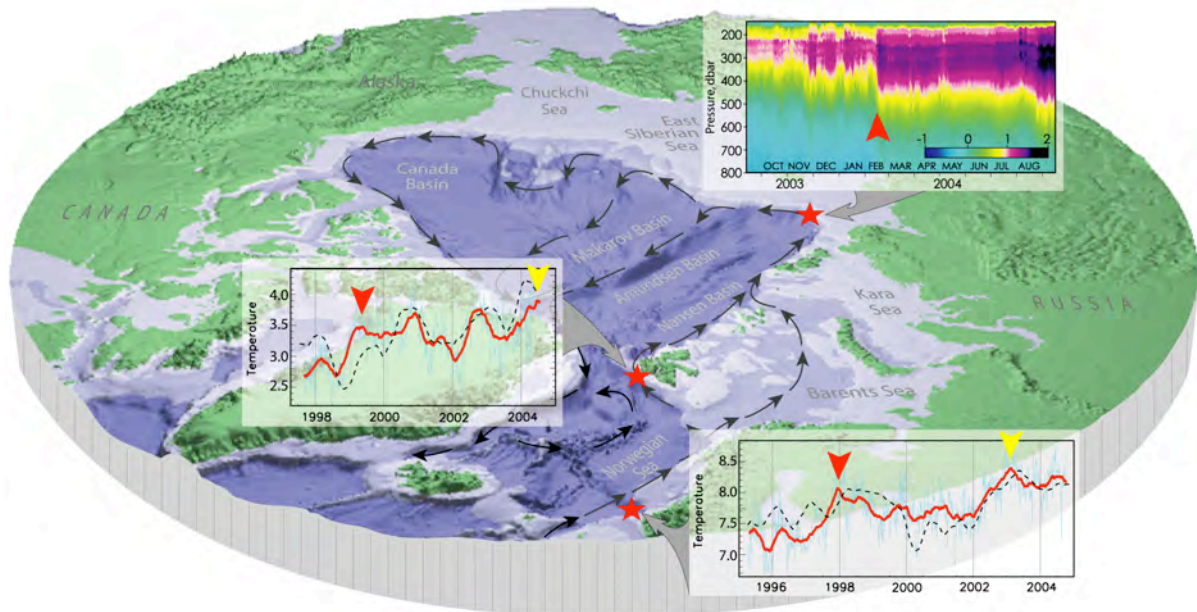 Alaska
Chuckchi
Sea
East
Siberian
Sea
Canada
Basin
CANADA
Makarov Basin
Amundsen Basin
Nansen Basin
Kara
Sea
RUSSIA
Barents Sea
Norwegian
Sea
Pressure, dbar
200
300
400
500
600
700
800
-1 0 1 2
OCT NOV DEC JAN FEB MAR APR MAY JUN JUL AUG
2003 2004
Temperature
4.0
3.5
3.0
2.5
1998 2000 2002 2004
Temperature
8.5
8.0
7.5
7.0
1996 1998 2000 2002 2004